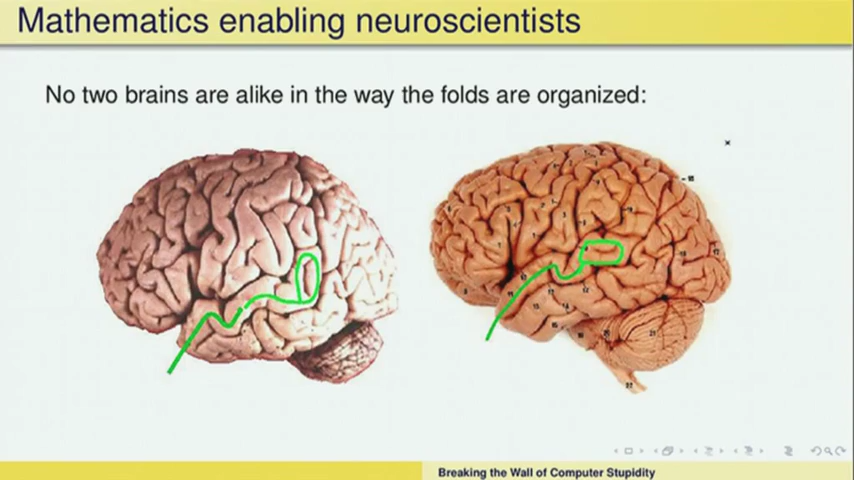 Mathematics enabling neuroscientists
No two brains are alike in the way the folds are organized:
Breaking the Wall of Computer Stupidity